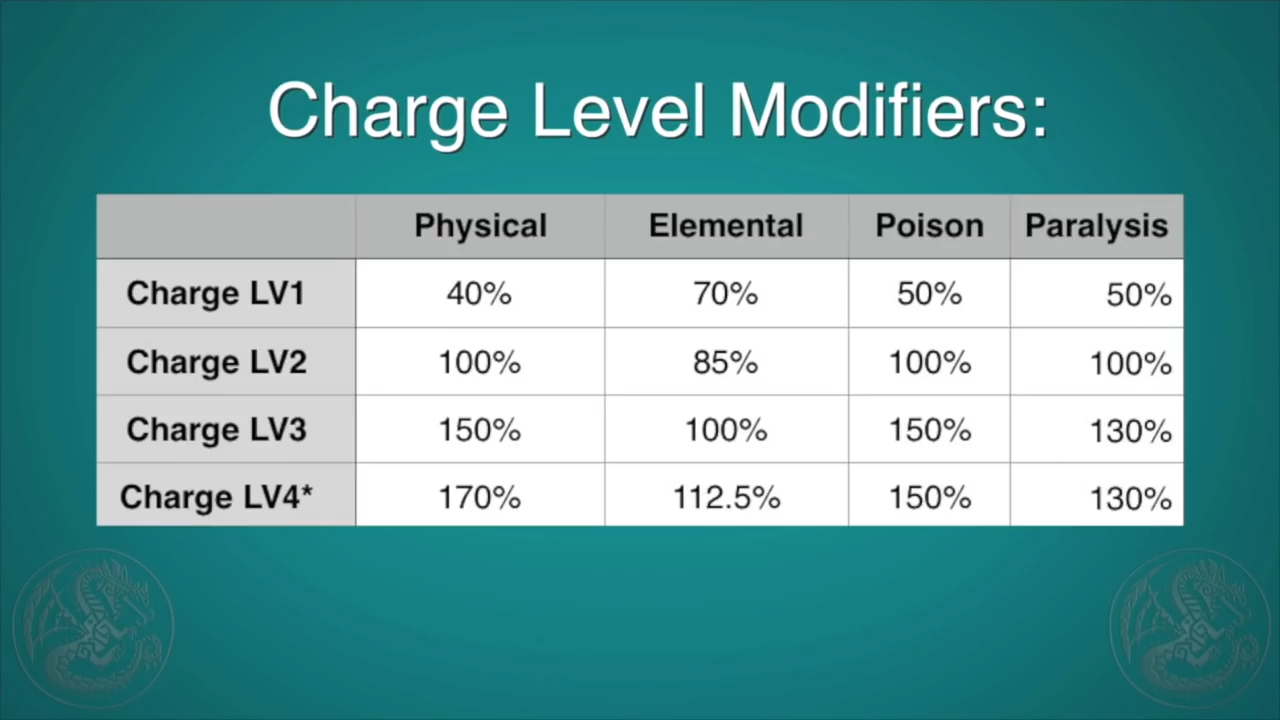 Charge Level Modifiers:
Physical Elemental Poison Paralysis
Charge LV1 40% 70% 50% 50%
Charge LV2 100% 85% 100% 100%
Charge LV3 150% 100% 150% 130%
Charge LV4* 170% 112.5% 150% 130%